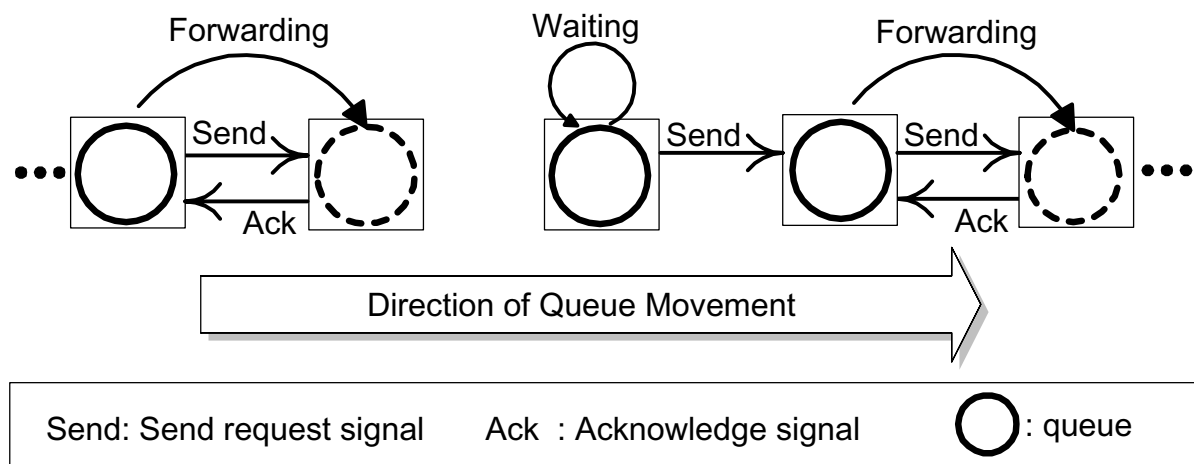 Forwarding
Waiting
Forwarding
Send
Ack
Send
Send
Ack
Direction of Queue Movement
Send: Send request signal Ack : Acknowledge signal : queue